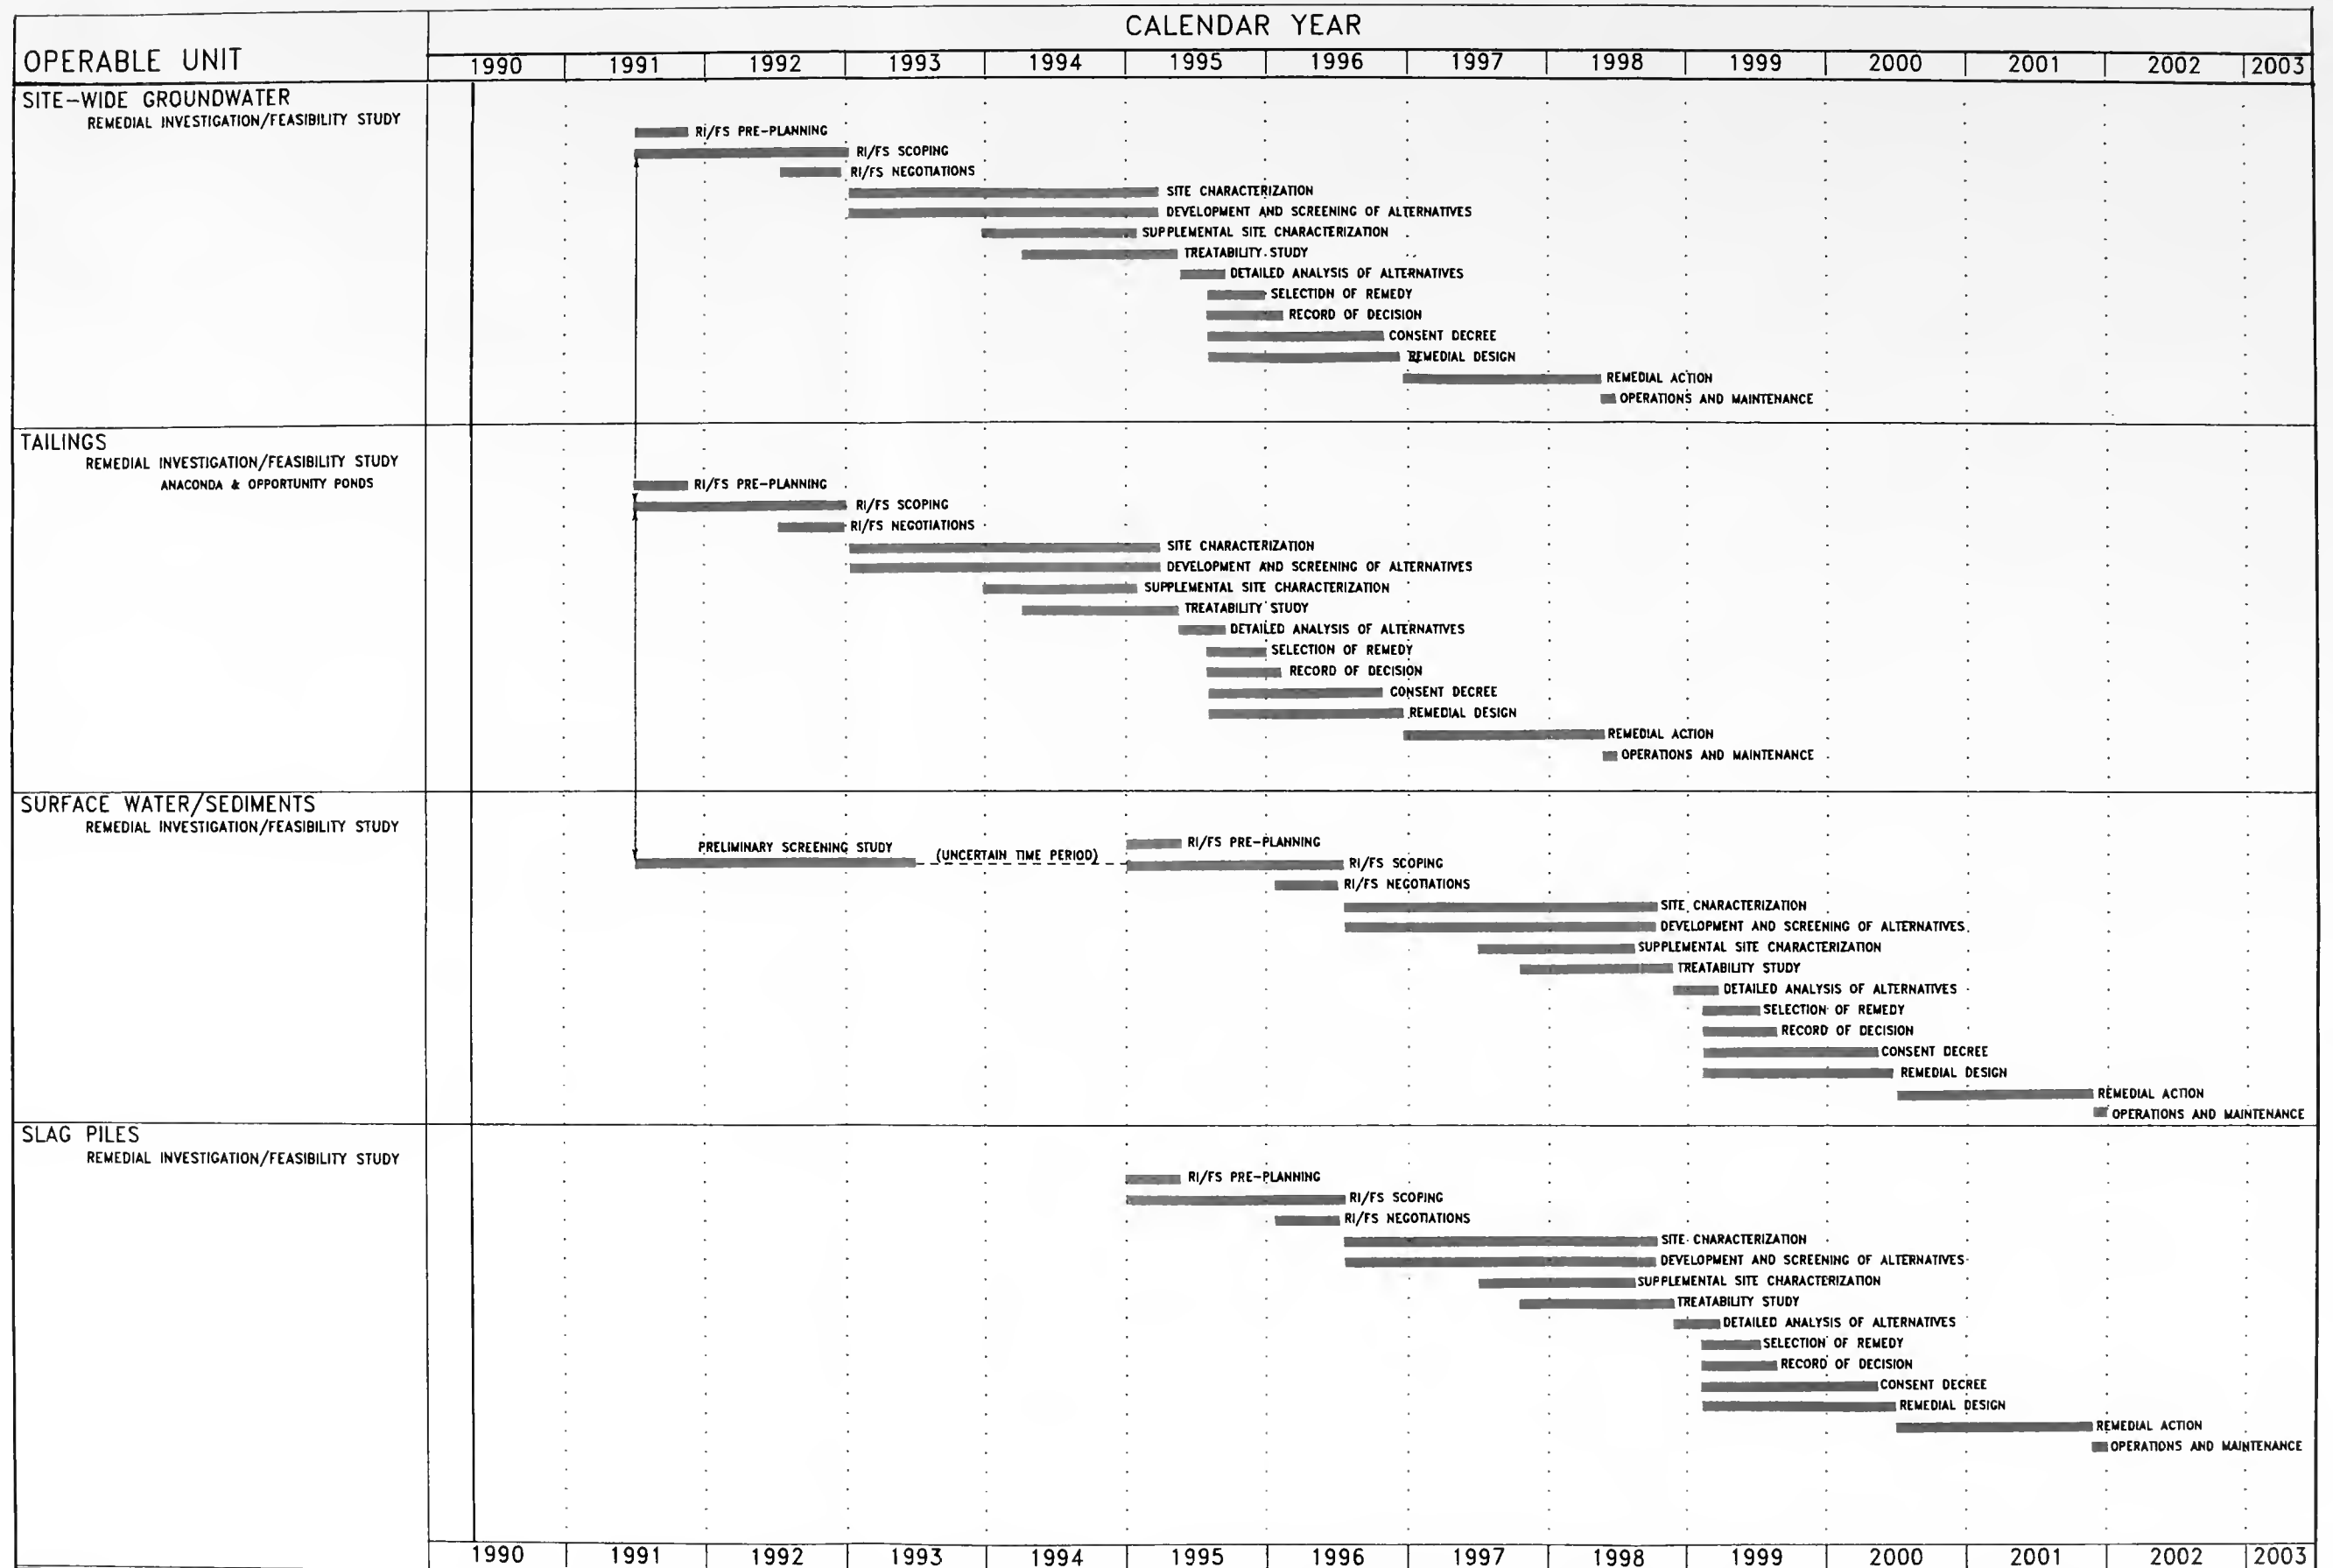 CALENDAR YEAR
OPERABLE UNIT
1990 1991 1992 1993 1994 1995 1996 1997 1998 1999 2000 2001 2002 2003
SITE-WIDE GROUNDWATER
REMEDIAL INVESTIGATION/FEASIBILITY STUDY
RI/FS PRE-PLANNING
RI/FS SCOPING
RI/FS NEGOTIATIONS
SITE CHARACTERIZATION
DEVELOPMENT AND SCREENING OF ALTERNATIVES
SUPPLEMENTAL SITE CHARACTERIZATION
TREATABILITY STUDY
DETAILED ANALYSIS OF ALTERNATIVES
SELECTION OF REMEDY
RECORD OF DECISION
CONSENT DECREE
REMEDIAL DESIGN
REMEDIAL ACTION
OPERATIONS AND MAINTENANCE
TAILINGS
REMEDIAL INVESTIGATION/FEASIBILITY STUDY
ANACONDA & OPPORTUNITY PONDS
RI/FS PRE-PLANNING
RI/FS SCOPING
RI/FS NEGOTIATIONS
SITE CHARACTERIZATION
DEVELOPMENT AND SCREENING OF ALTERNATIVES
SUPPLEMENTAL SITE CHARACTERIZATION
TREATABILITY STUDY
DETAILED ANALYSIS OF ALTERNATIVES
SELECTION OF REMEDY
RECORD OF DECISION
CONSENT DECREE
REMEDIAL DESIGN
REMEDIAL ACTION
OPERATIONS AND MAINTENANCE
SURFACE WATER/SEDIMENTS
REMEDIAL INVESTIGATION/FEASIBILITY STUDY
RI/FS PRE-PLANNING
PRELIMINARY SCREENING STUDY (UNCERTAIN TIME PERIOD)
RI/FS SCOPING
RI/FS NEGOTIATIONS
SITE CHARACTERIZATION
DEVELOPMENT AND SCREENING OF ALTERNATIVES
SUPPLEMENTAL SITE CHARACTERIZATION
TREATABILITY STUDY
DETAILED ANALYSIS OF ALTERNATIVES
SELECTION OF REMEDY
RECORD OF DECISION
CONSENT DECREE
REMEDIAL DESIGN
REMEDIAL ACTION
OPERATIONS AND MAINTENANCE
SLAG PILES
REMEDIAL INVESTIGATION/FEASIBILITY STUDY
RI/FS PRE-PLANNING
RI/FS SCOPING
RI/FS NEGOTIATIONS
SITE CHARACTERIZATION
DEVELOPMENT AND SCREENING OF ALTERNATIVES
SUPPLEMENTAL SITE CHARACTERIZATION
TREATABILITY STUDY
DETAILED ANALYSIS OF ALTERNATIVES
SELECTION OF REMEDY
RECORD OF DECISION
CONSENT DECREE
REMEDIAL DESIGN
REMEDIAL ACTION
OPERATIONS AND MAINTENANCE
1990 1991 1992 1993 1994 1995 1996 1997 1998 1999 2000 2001 2002 2003